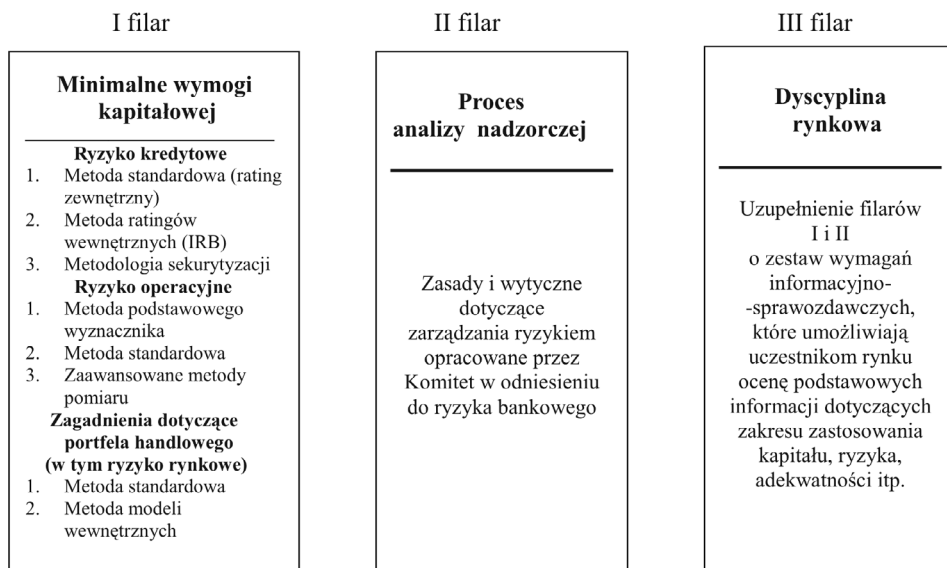 I filar
Minimalne wymogi
kapitałowej
Ryzyko kredytowe
1. Metoda standardowa (rating
zewnętrzny)
2. Metoda ratingów
wewnętrznych (IRB)
3. Metodologia sekurytyzacji
Ryzyko operacyjne
1. Metoda podstawowego
wyznacznika
2. Metoda standardowa
3. Zaawansowane metody
pomiaru
Zagadnienia dotyczące
portfela handlowego
(w tym ryzyko rynkowe)
1. Metoda standardowa
2. Metoda modeli
wewnętrznych
II filar
Proces
analizy nadzorczej
Zasady i wytyczne
dotyczące
zarządzania ryzykiem
opracowane przez
Komitet w odniesieniu
do ryzyka bankowego
III filar
Dyscyplina
rynkowa
Uzupełnienie filarów
I i II
o zestaw wymagań
informacyjno-
-sprawozdawczych,
które umożliwiają
uczestnikom rynku
ocenę podstawowych
informacji dotyczących
zakresu zastosowania
kapitału, ryzyka,
adekwatności itp.